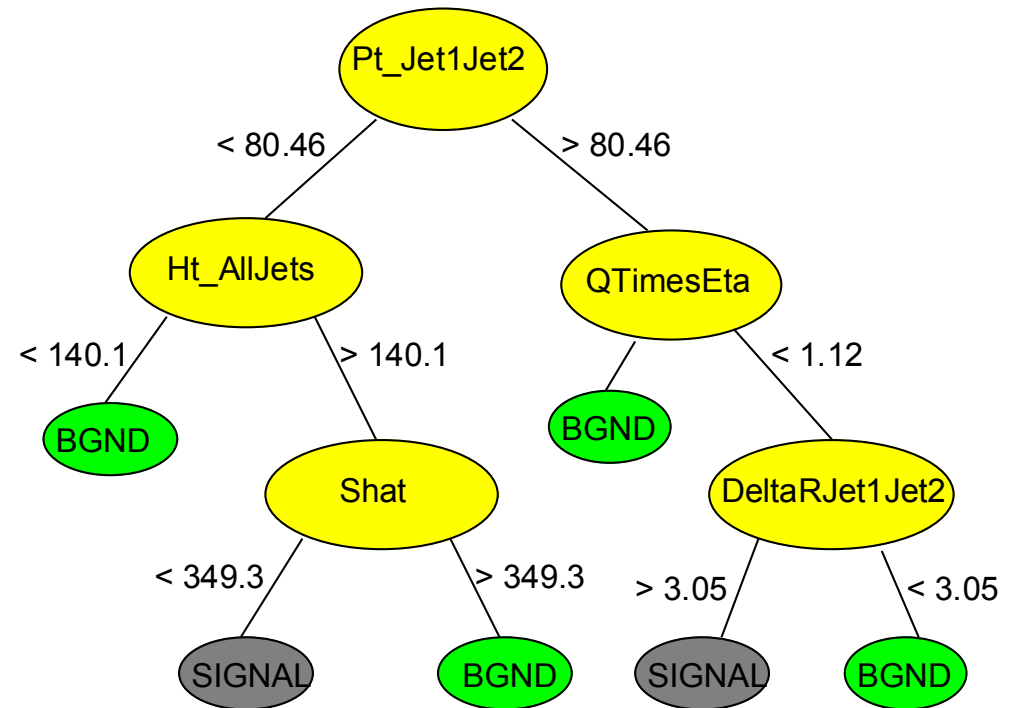 Pt_Jet1Jet2
< 80.46
> 80.46
Ht_AllJets
QTimesEta
< 140.1
> 140.1
< 1.12
BGND
BGND
Shat
DeltaRJet1Jet2
< 349.3
> 349.3
> 3.05
< 3.05
SIGNAL
BGND
SIGNAL
BGND